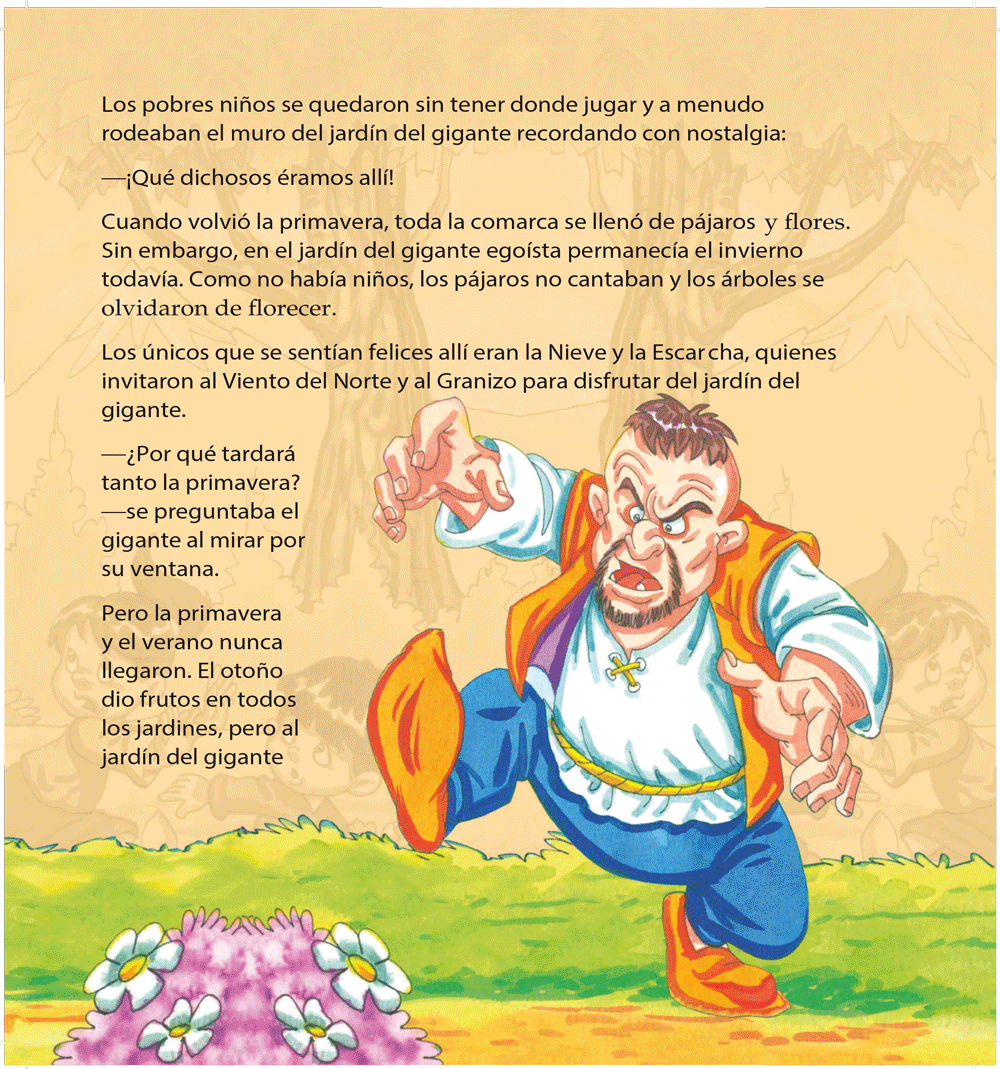 Los pobres niños se quedaron sin tener donde jugar y a menudo
rodeaban el muro del jardín del gigante recordando con nostalgia:
—¡Qué dichosos éramos allí!
Cuando volvió la primavera, toda la comarca se llenó de pájaros y flores.
Sin embargo, en el jardín del gigante egoísta permanecía el invierno
todavía. Como no había niños, los pájaros no cantaban y los árboles se
olvidaron de florecer.
Los únicos que se sentían felices allí eran la Nieve y la Escarcha, quienes
invitaron al Viento del Norte y al Granizo para disfrutar del jardín del
gigante.
—¿Por qué tardará
tanto la primavera?
—se preguntaba el
gigante al mirar por
su ventana.
Pero la primavera
y el verano nunca
llegaron. El otoño
dio frutos en todos
los jardines, pero al
jardín del gigante